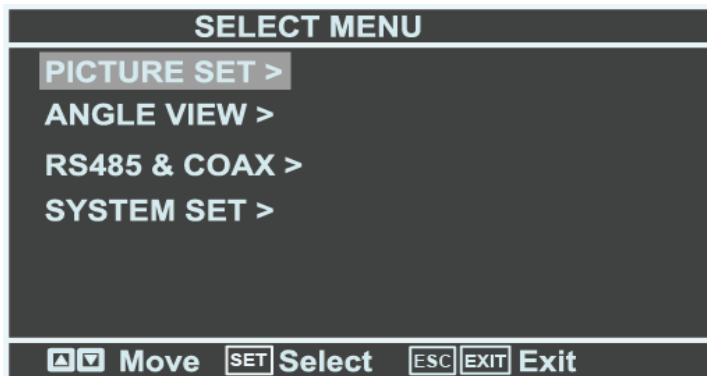 SELECT MENU
PICTURE SET >
ANGLE VIEW >
RS485 & COAX >
SYSTEM SET >
Move SET Select ESC EXIT Exit